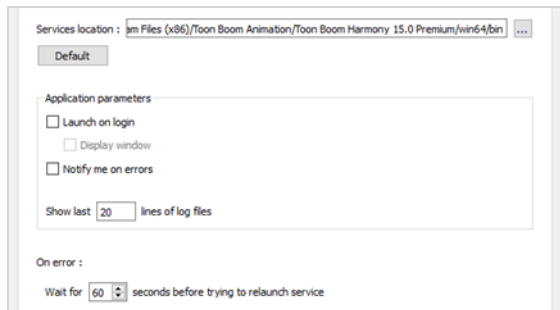 Services location : am Files (x86)/Toon Boom Animation/Toon Boom Harmony 15.0 Premium/win64/bin ...
Default
Application parameters
Launch on login
Display window
Notify me on errors
Show last 20 lines of log files
On error :
Wait for 60 seconds before trying to relaunch service